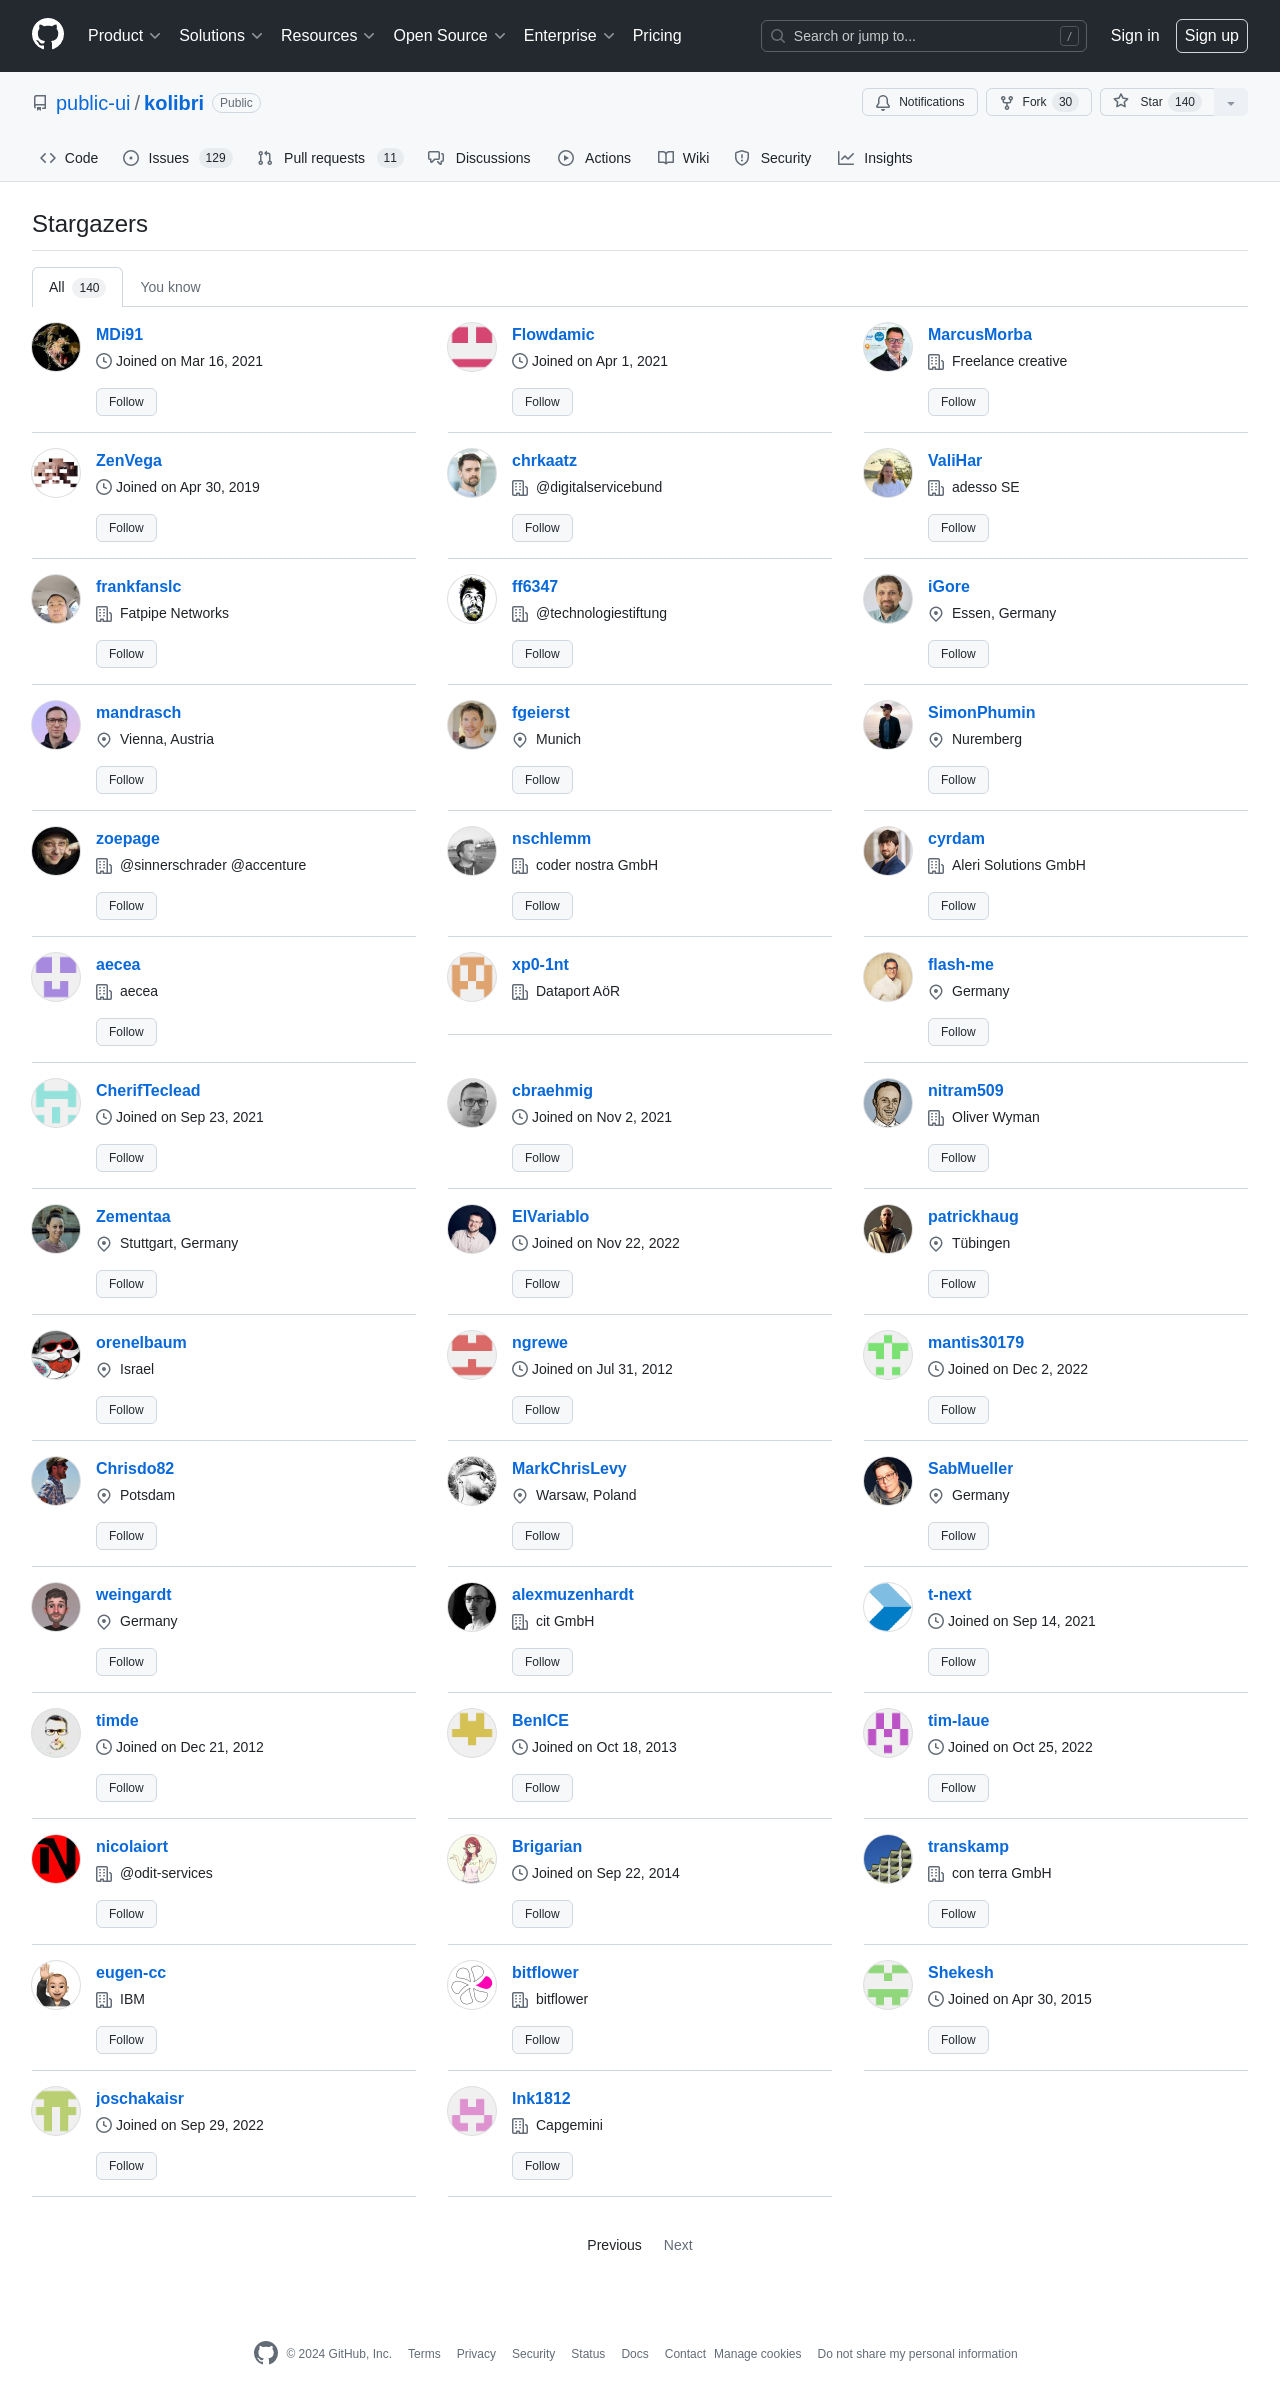 Product Solutions Resources Open Source Enterprise Pricing Search or jump to... / Sign in Sign up
public-ui / kolibri Public Notifications Fork 30 Star 140
Code Issues 129 Pull requests 11 Discussions Actions Wiki Security Insights
Stargazers
All 140 You know
MDi91 Flowdamic MarcusMorba
Joined on Mar 16, 2021 Joined on Apr 1, 2021 Freelance creative
Follow Follow Follow
ZenVega chrkaatz ValiHar
Joined on Apr 30, 2019 @digitalservicebund adesso SE
Follow Follow Follow
frankfanslc ff6347 iGore
Fatpipe Networks @technologiestiftung Essen, Germany
Follow Follow Follow
mandrasch fgeierst SimonPhumin
Vienna, Austria Munich Nuremberg
Follow Follow Follow
zoepage nschlemm cyrdam
@sinnerschrader @accenture coder nostra GmbH Aleri Solutions GmbH
Follow Follow Follow
aecea xp0-1nt flash-me
aecea Dataport AöR Germany
Follow Follow
CherifTeclead cbraehmig nitram509
Joined on Sep 23, 2021 Joined on Nov 2, 2021 Oliver Wyman
Follow Follow Follow
Zementaa ElVariablo patrickhaug
Stuttgart, Germany Joined on Nov 22, 2022 Tübingen
Follow Follow Follow
orenelbaum ngrewe mantis30179
Israel Joined on Jul 31, 2012 Joined on Dec 2, 2022
Follow Follow Follow
Chrisdo82 MarkChrisLevy SabMueller
Potsdam Warsaw, Poland Germany
Follow Follow Follow
weingardt alexmuzenhardt t-next
Germany cit GmbH Joined on Sep 14, 2021
Follow Follow Follow
timde BenICE tim-laue
Joined on Dec 21, 2012 Joined on Oct 18, 2013 Joined on Oct 25, 2022
Follow Follow Follow
nicolaiort Brigarian transkamp
@odit-services Joined on Sep 22, 2014 con terra GmbH
Follow Follow Follow
eugen-cc bitflower Shekesh
IBM bitflower Joined on Apr 30, 2015
Follow Follow Follow
joschakaisr lnk1812
Joined on Sep 29, 2022 Capgemini
Follow Follow
Previous Next
© 2024 GitHub, Inc. Terms Privacy Security Status Docs Contact Manage cookies Do not share my personal information